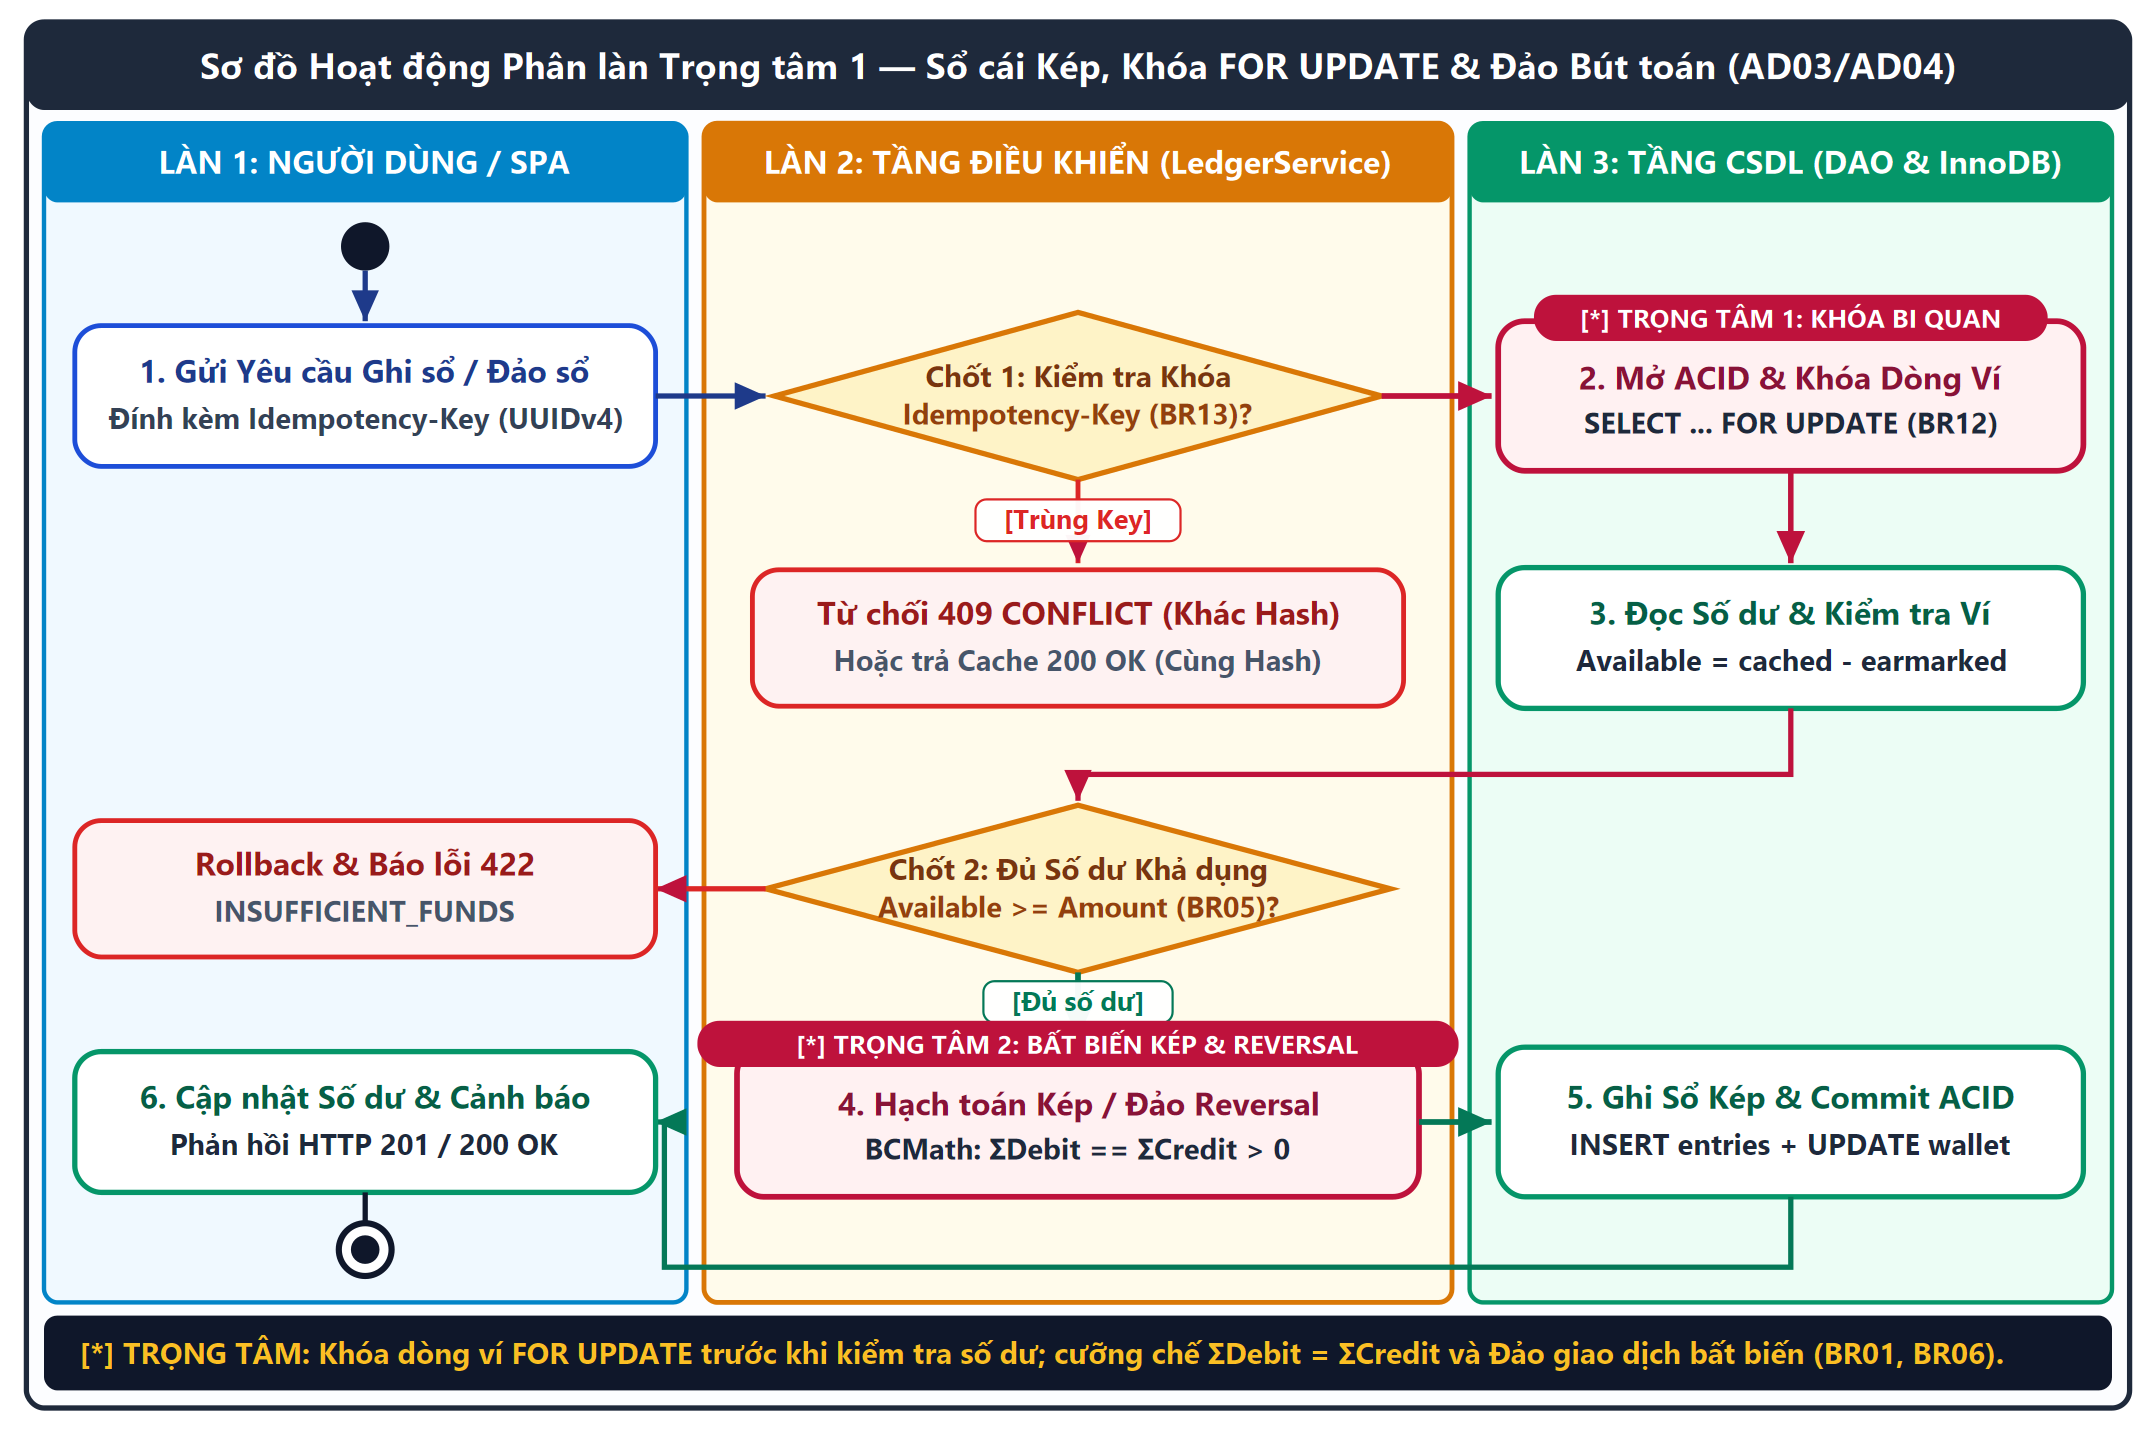 Sơ đồ Hoạt động Phân làn Trọng tâm 1 — Sổ cái Kép, Khóa FOR UPDATE & Đảo Bút toán (AD03/AD04)
LÀN 1: NGƯỜI DÙNG / SPA
LÀN 2: TẦNG ĐIỀU KHIỂN (LedgerService)
LÀN 3: TẦNG CSDL (DAO & InnoDB)
1. Gửi Yêu cầu Ghi sổ / Đảo sổ
Đính kèm Idempotency-Key (UUIDv4)
Chốt 1: Kiểm tra Khóa
Idempotency-Key (BR13)?
[*] TRỌNG TÂM 1: KHÓA BI QUAN
2. Mở ACID & Khóa Dòng Ví
SELECT ... FOR UPDATE (BR12)
[Trùng Key]
Từ chối 409 CONFLICT (Khác Hash)
Hoặc trả Cache 200 OK (Cùng Hash)
3. Đọc Số dư & Kiểm tra Ví
Available = cached - earmarked
Rollback & Báo lỗi 422
INSUFFICIENT_FUNDS
Chốt 2: Đủ Số dư Khả dụng
Available >= Amount (BR05)?
[Đủ số dư]
[*] TRỌNG TÂM 2: BẤT BIẾN KÉP & REVERSAL
4. Hạch toán Kép / Đảo Reversal
BCMath: ΣDebit == ΣCredit > 0
5. Ghi Sổ Kép & Commit ACID
INSERT entries + UPDATE wallet
6. Cập nhật Số dư & Cảnh báo
Phản hồi HTTP 201 / 200 OK
[*] TRỌNG TÂM: Khóa dòng ví FOR UPDATE trước khi kiểm tra số dư; cưỡng chế ΣDebit = ΣCredit và Đảo giao dịch bất biến (BR01, BR06).